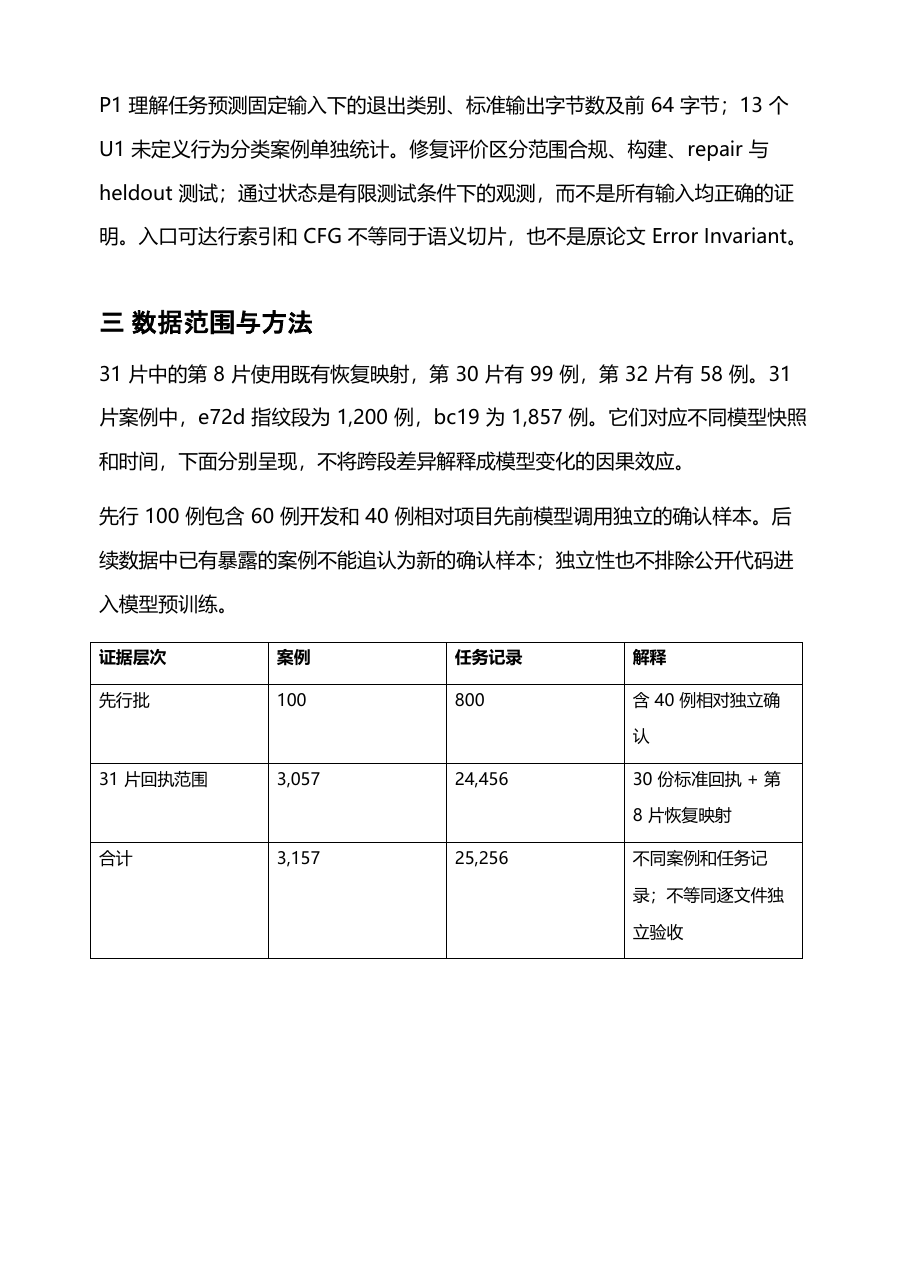 P1 理解任务预测固定输入下的退出类别、标准输出字节数及前 64 字节；13 个
U1 未定义行为分类案例单独统计。修复评价区分范围合规、构建、repair 与
heldout 测试；通过状态是有限测试条件下的观测，而不是所有输入均正确的证
明。入口可达行索引和 CFG 不等同于语义切片，也不是原论文 Error Invariant。
三 数据范围与方法
31 片中的第 8 片使用既有恢复映射，第 30 片有 99 例，第 32 片有 58 例。31
片案例中，e72d 指纹段为 1,200 例，bc19 为 1,857 例。它们对应不同模型快照
和时间，下面分别呈现，不将跨段差异解释成模型变化的因果效应。
先行 100 例包含 60 例开发和 40 例相对项目先前模型调用独立的确认样本。后
续数据中已有暴露的案例不能追认为新的确认样本；独立性也不排除公开代码进
入模型预训练。
证据层次 案例 任务记录 解释
先行批 100 800 含 40 例相对独立确
认
31 片回执范围 3,057 24,456 30 份标准回执 + 第
8 片恢复映射
合计 3,157 25,256 不同案例和任务记
录；不等同逐文件独
立验收